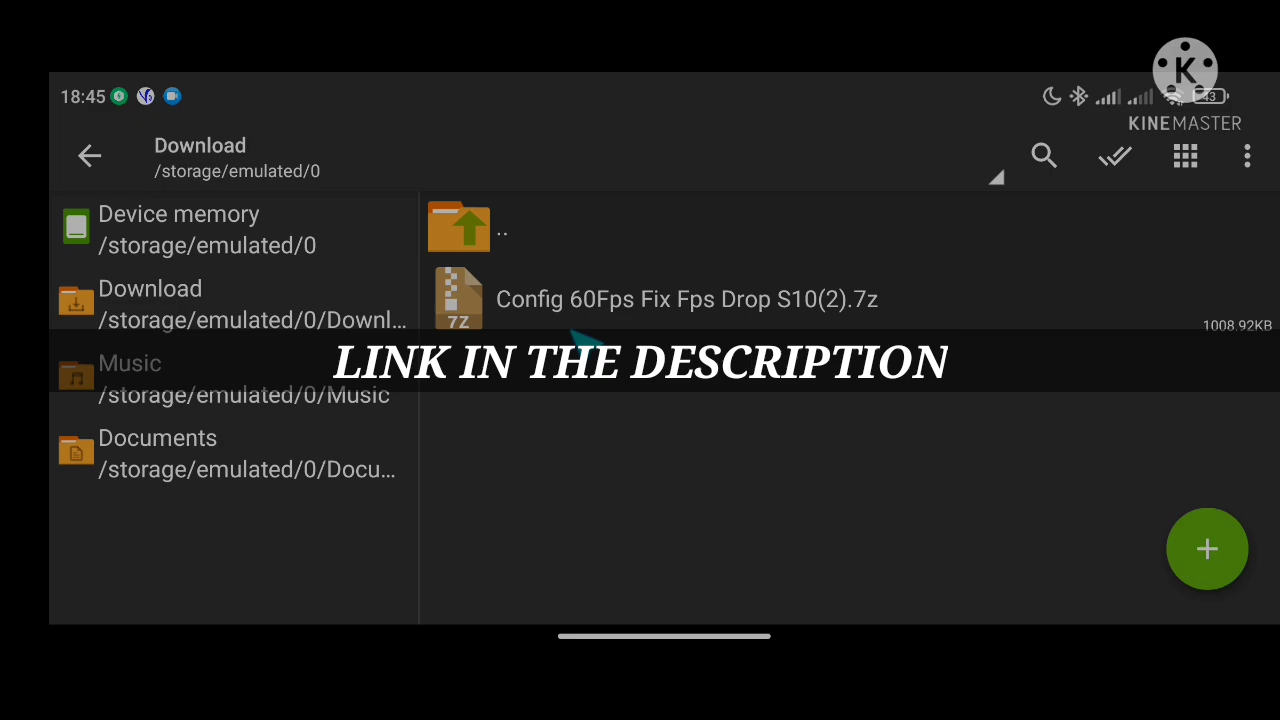 18:45
43
K
KINEMASTER
Download
/storage/emulated/0
Device memory
/storage/emulated/0
Download
/storage/emulated/0/Downl...
Music
/storage/emulated/0/Music
Documents
/storage/emulated/0/Docu...
..
Config 60Fps Fix Fps Drop S10(2).7z
7Z
1008.92KB
LINK IN THE DESCRIPTION